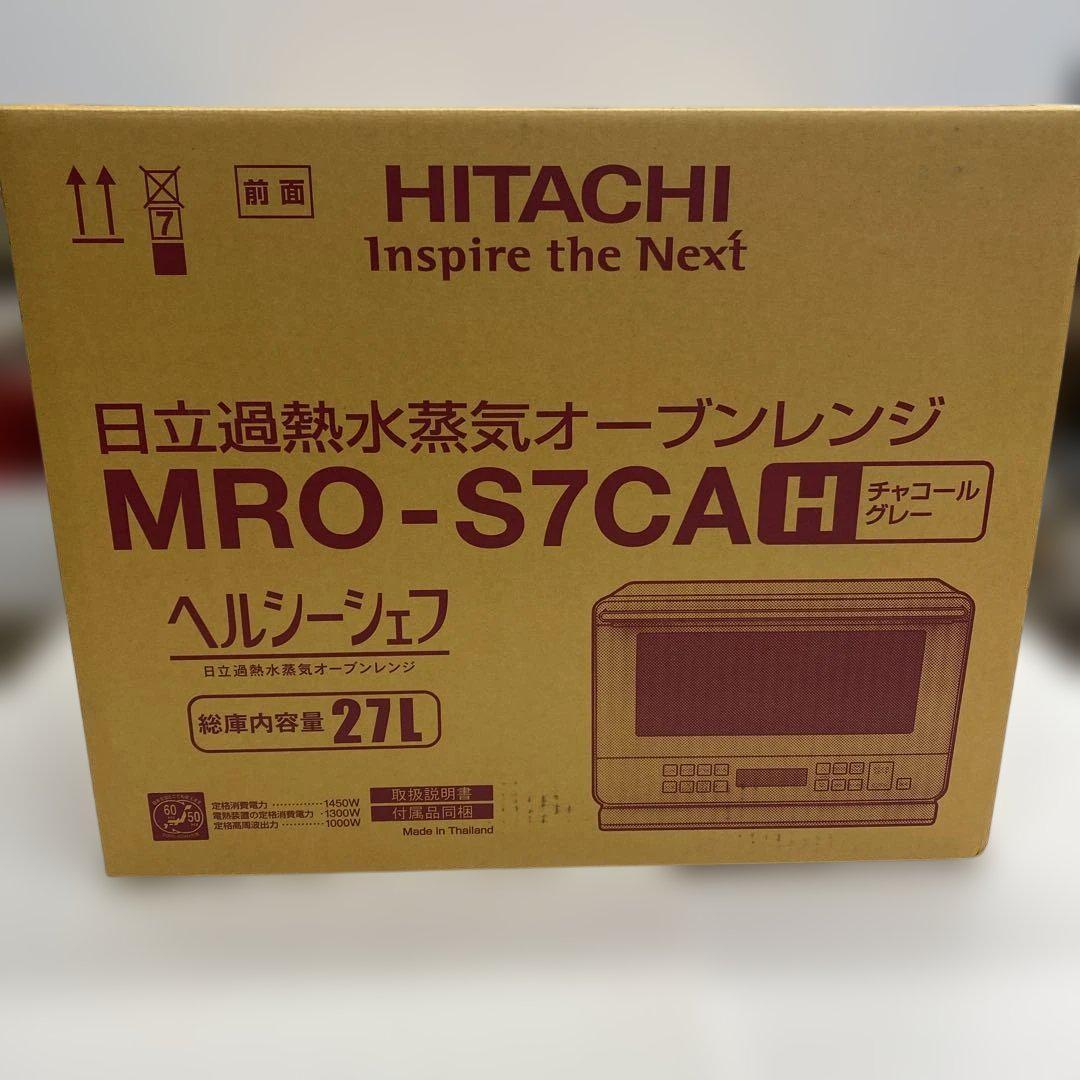 7
前面
HITACHI
Inspire the Next
日立過熱水蒸気オーブンレンジ
MRO-S7CA H チャコール
グレー
ヘルシーシェフ
日立過熱水蒸気オーブンレンジ
総庫内容量 27L
60
50
定格消費電力 ············· 1450W
電熱装置の定格消費電力 ·1300W
定格高周波出力 ··········· 1000W
取扱説明書
付属品同梱
Made in Thailand